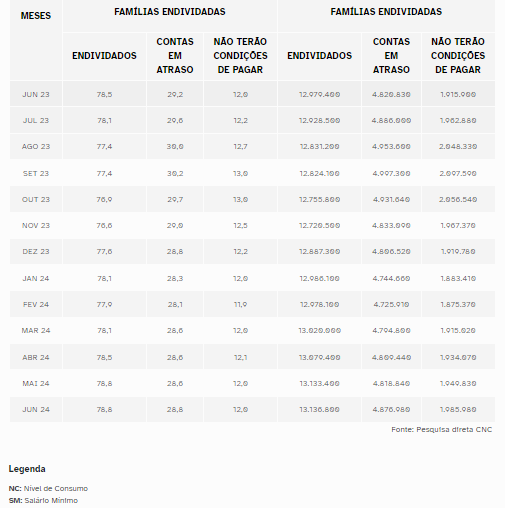 MESES FAMÍLIAS ENDIVIDADAS FAMÍLIAS ENDIVIDADAS
ENDIVIDADOS CONTAS EM ATRASO NÃO TERÃO CONDIÇÕES DE PAGAR ENDIVIDADOS CONTAS EM ATRASO NÃO TERÃO CONDIÇÕES DE PAGAR
JUN 23 78,5 29,2 12,0 12.979.400 4.820.830 1.915.900
JUL 23 78,1 29,6 12,2 12.928.500 4.886.000 1.962.880
AGO 23 77,4 30,0 12,7 12.831.200 4.953.600 2.048.330
SET 23 77,4 30,2 13,0 12.824.100 4.997.300 2.097.590
OUT 23 76,9 29,7 13,0 12.755.800 4.931.640 2.056.540
NOV 23 76,6 29,0 12,5 12.720.500 4.833.090 1.967.370
DEZ 23 77,6 28,8 12,2 12.887.300 4.806.520 1.919.780
JAN 24 78,1 28,3 12,0 12.986.100 4.744.660 1.883.410
FEV 24 77,9 28,1 11,9 12.978.100 4.725.910 1.875.370
MAR 24 78,1 28,6 12,0 13.020.000 4.794.800 1.915.020
ABR 24 78,5 28,6 12,1 13.079.400 4.809.440 1.934.070
MAI 24 78,8 28,6 12,0 13.133.400 4.818.840 1.949.830
JUN 24 78,8 28,8 12,0 13.136.800 4.876.980 1.985.980
Fonte: Pesquisa direta CNC
Legenda
NC: Nível de Consumo
SM: Salário Mínimo